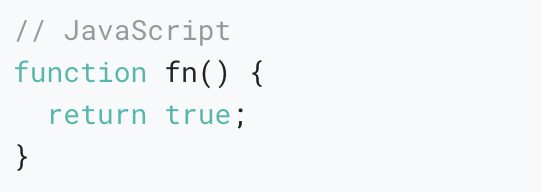 // JavaScript
function fn() {
  return true;
}